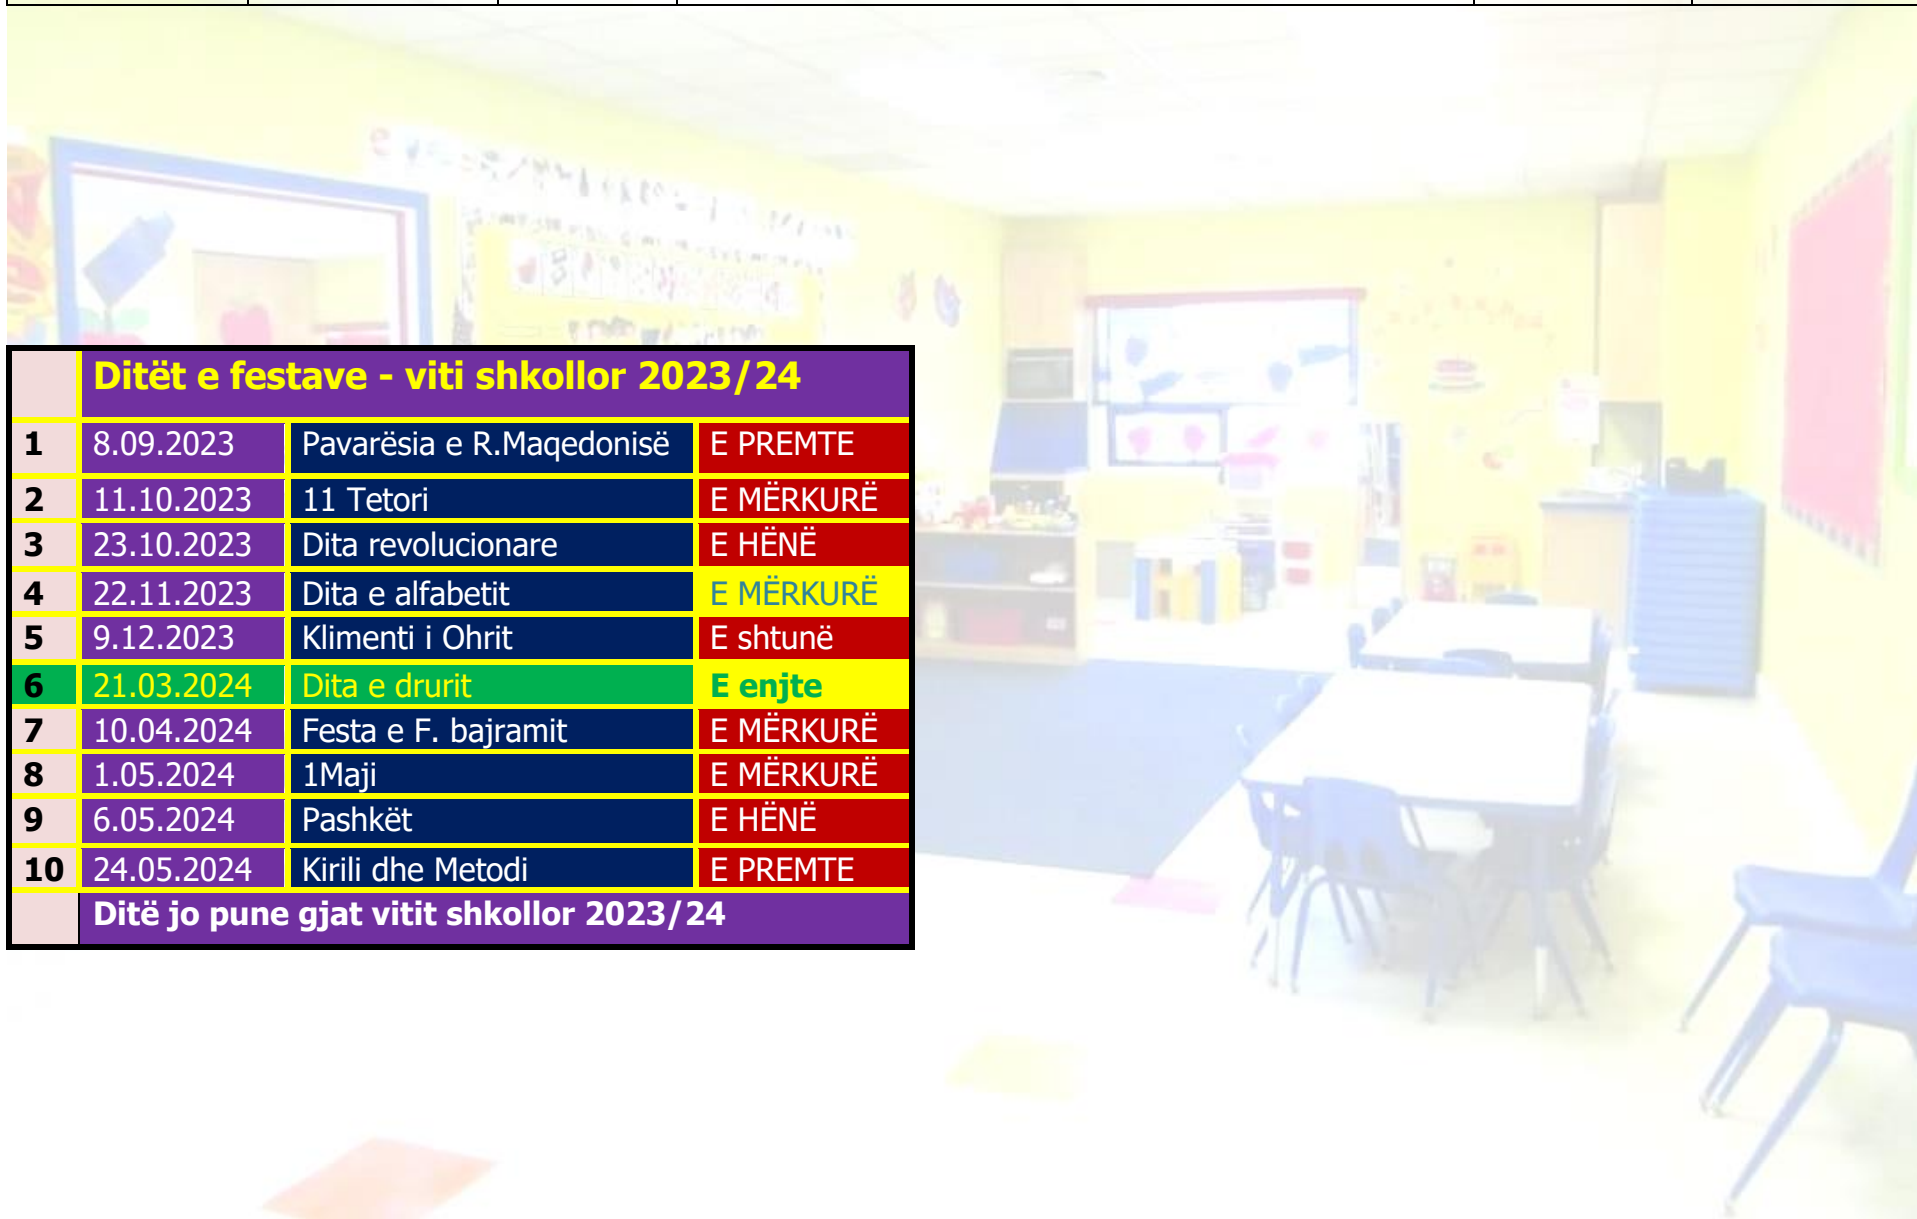 Ditët e festave - viti shkollor 2023/24
1 8.09.2023 Pavarësia e R.Maqedonisë E PREMTE
2 11.10.2023 11 Tetori E MËRKURË
3 23.10.2023 Dita revolucionare E HËNË
4 22.11.2023 Dita e alfabetit E MËRKURË
5 9.12.2023 Klimenti i Ohrit E shtunë
6 21.03.2024 Dita e drurit E enjte
7 10.04.2024 Festa e F. bajramit E MËRKURË
8 1.05.2024 1Maji E MËRKURË
9 6.05.2024 Pashkët E HËNË
10 24.05.2024 Kirili dhe Metodi E PREMTE
Ditë jo pune gjat vitit shkollor 2023/24